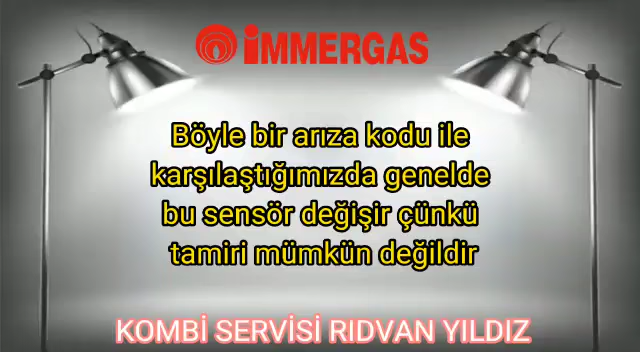 iMMERGAS
Böyle bir arıza kodu ile
karşılaştığımızda genelde
bu sensör değişir çünkü
tamiri mümkün değildir
KOMBİ SERVİSİ RIDVAN YILDIZ